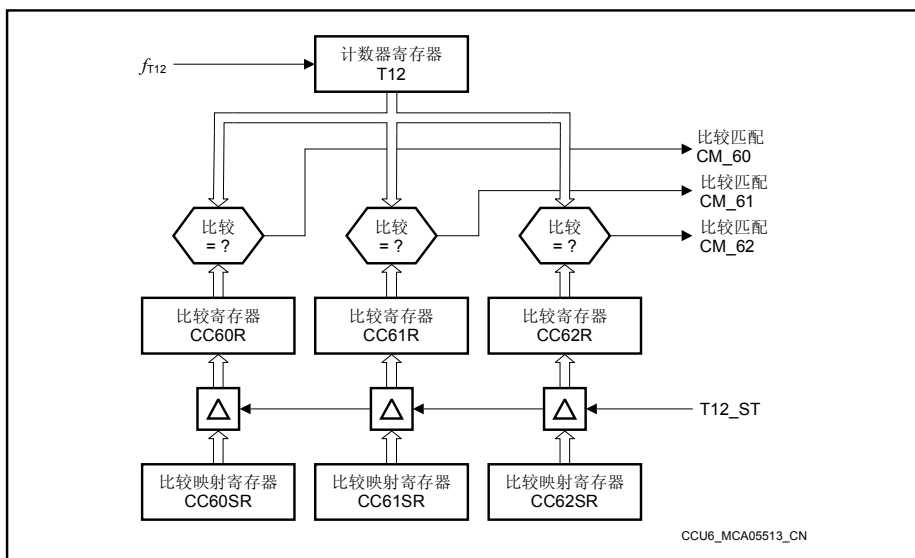 计数器寄存器
T12
fT12
比较匹配
CM_60
比较匹配
CM_61
比较匹配
CM_62
比较
= ?
比较
= ?
比较
= ?
比较寄存器
CC60R
比较寄存器
CC61R
比较寄存器
CC62R
T12_ST
比较映射寄存器
CC60SR
比较映射寄存器
CC61SR
比较映射寄存器
CC62SR
CCU6_MCA05513_CN